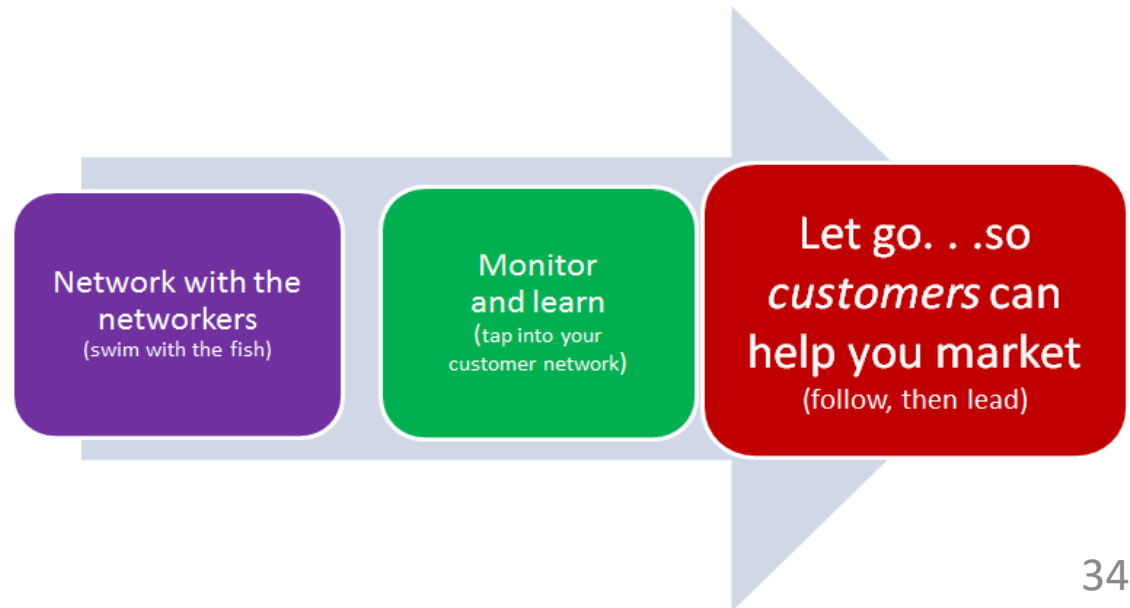 Network with the
networkers
(swim with the fish)
Monitor
and learn
(tap into your
customer network)
Let go. . .so
customers can
help you market
(follow, then lead)
34